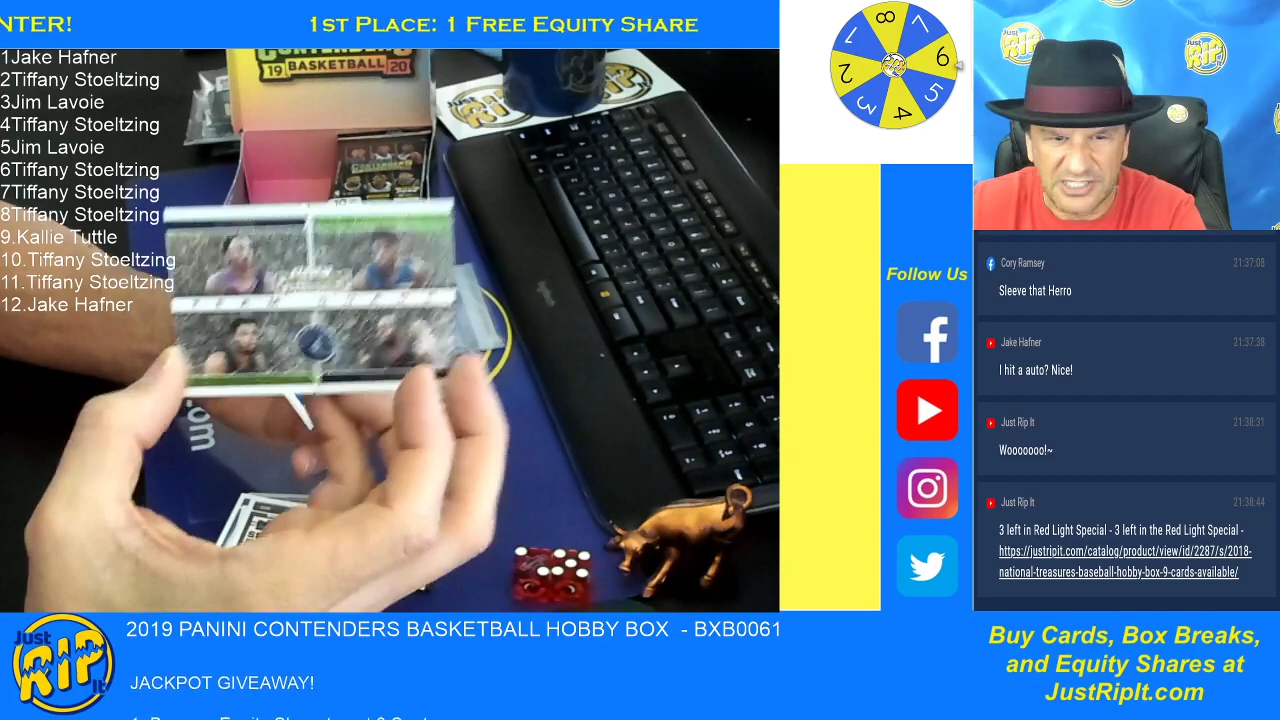 NTER!
1st Place: 1 Free Equity Share
1Jake Hafner
2Tiffany Stoeltzing
3Jim Lavoie
4Tiffany Stoeltzing
5Jim Lavoie
6Tiffany Stoeltzing
7Tiffany Stoeltzing
8Tiffany Stoeltzing
9.Kallie Tuttle
10.Tiffany Stoeltzing
11.Tiffany Stoeltzing
12.Jake Hafner
CONTENDERS
19 BASKETBALL 20
.com
8
7
6
5
4
3
2
1
Just
RIP
It
Follow Us
Cory Ramsey 21:37:08
Sleeve that Herro
Jake Hafner 21:37:38
I hit a auto? Nice!
Just Rip It 21:38:31
Wooooooo!~
Just Rip It 21:38:44
3 left in Red Light Special - 3 left in the Red Light Special -
https://justripit.com/catalog/product/view/id/2287/s/2018-
national-treasures-baseball-hobby-box-9-cards-available/
Just
RIP
It
2019 PANINI CONTENDERS BASKETBALL HOBBY BOX - BXB0061
JACKPOT GIVEAWAY!
Buy Cards, Box Breaks,
and Equity Shares at
JustRipIt.com